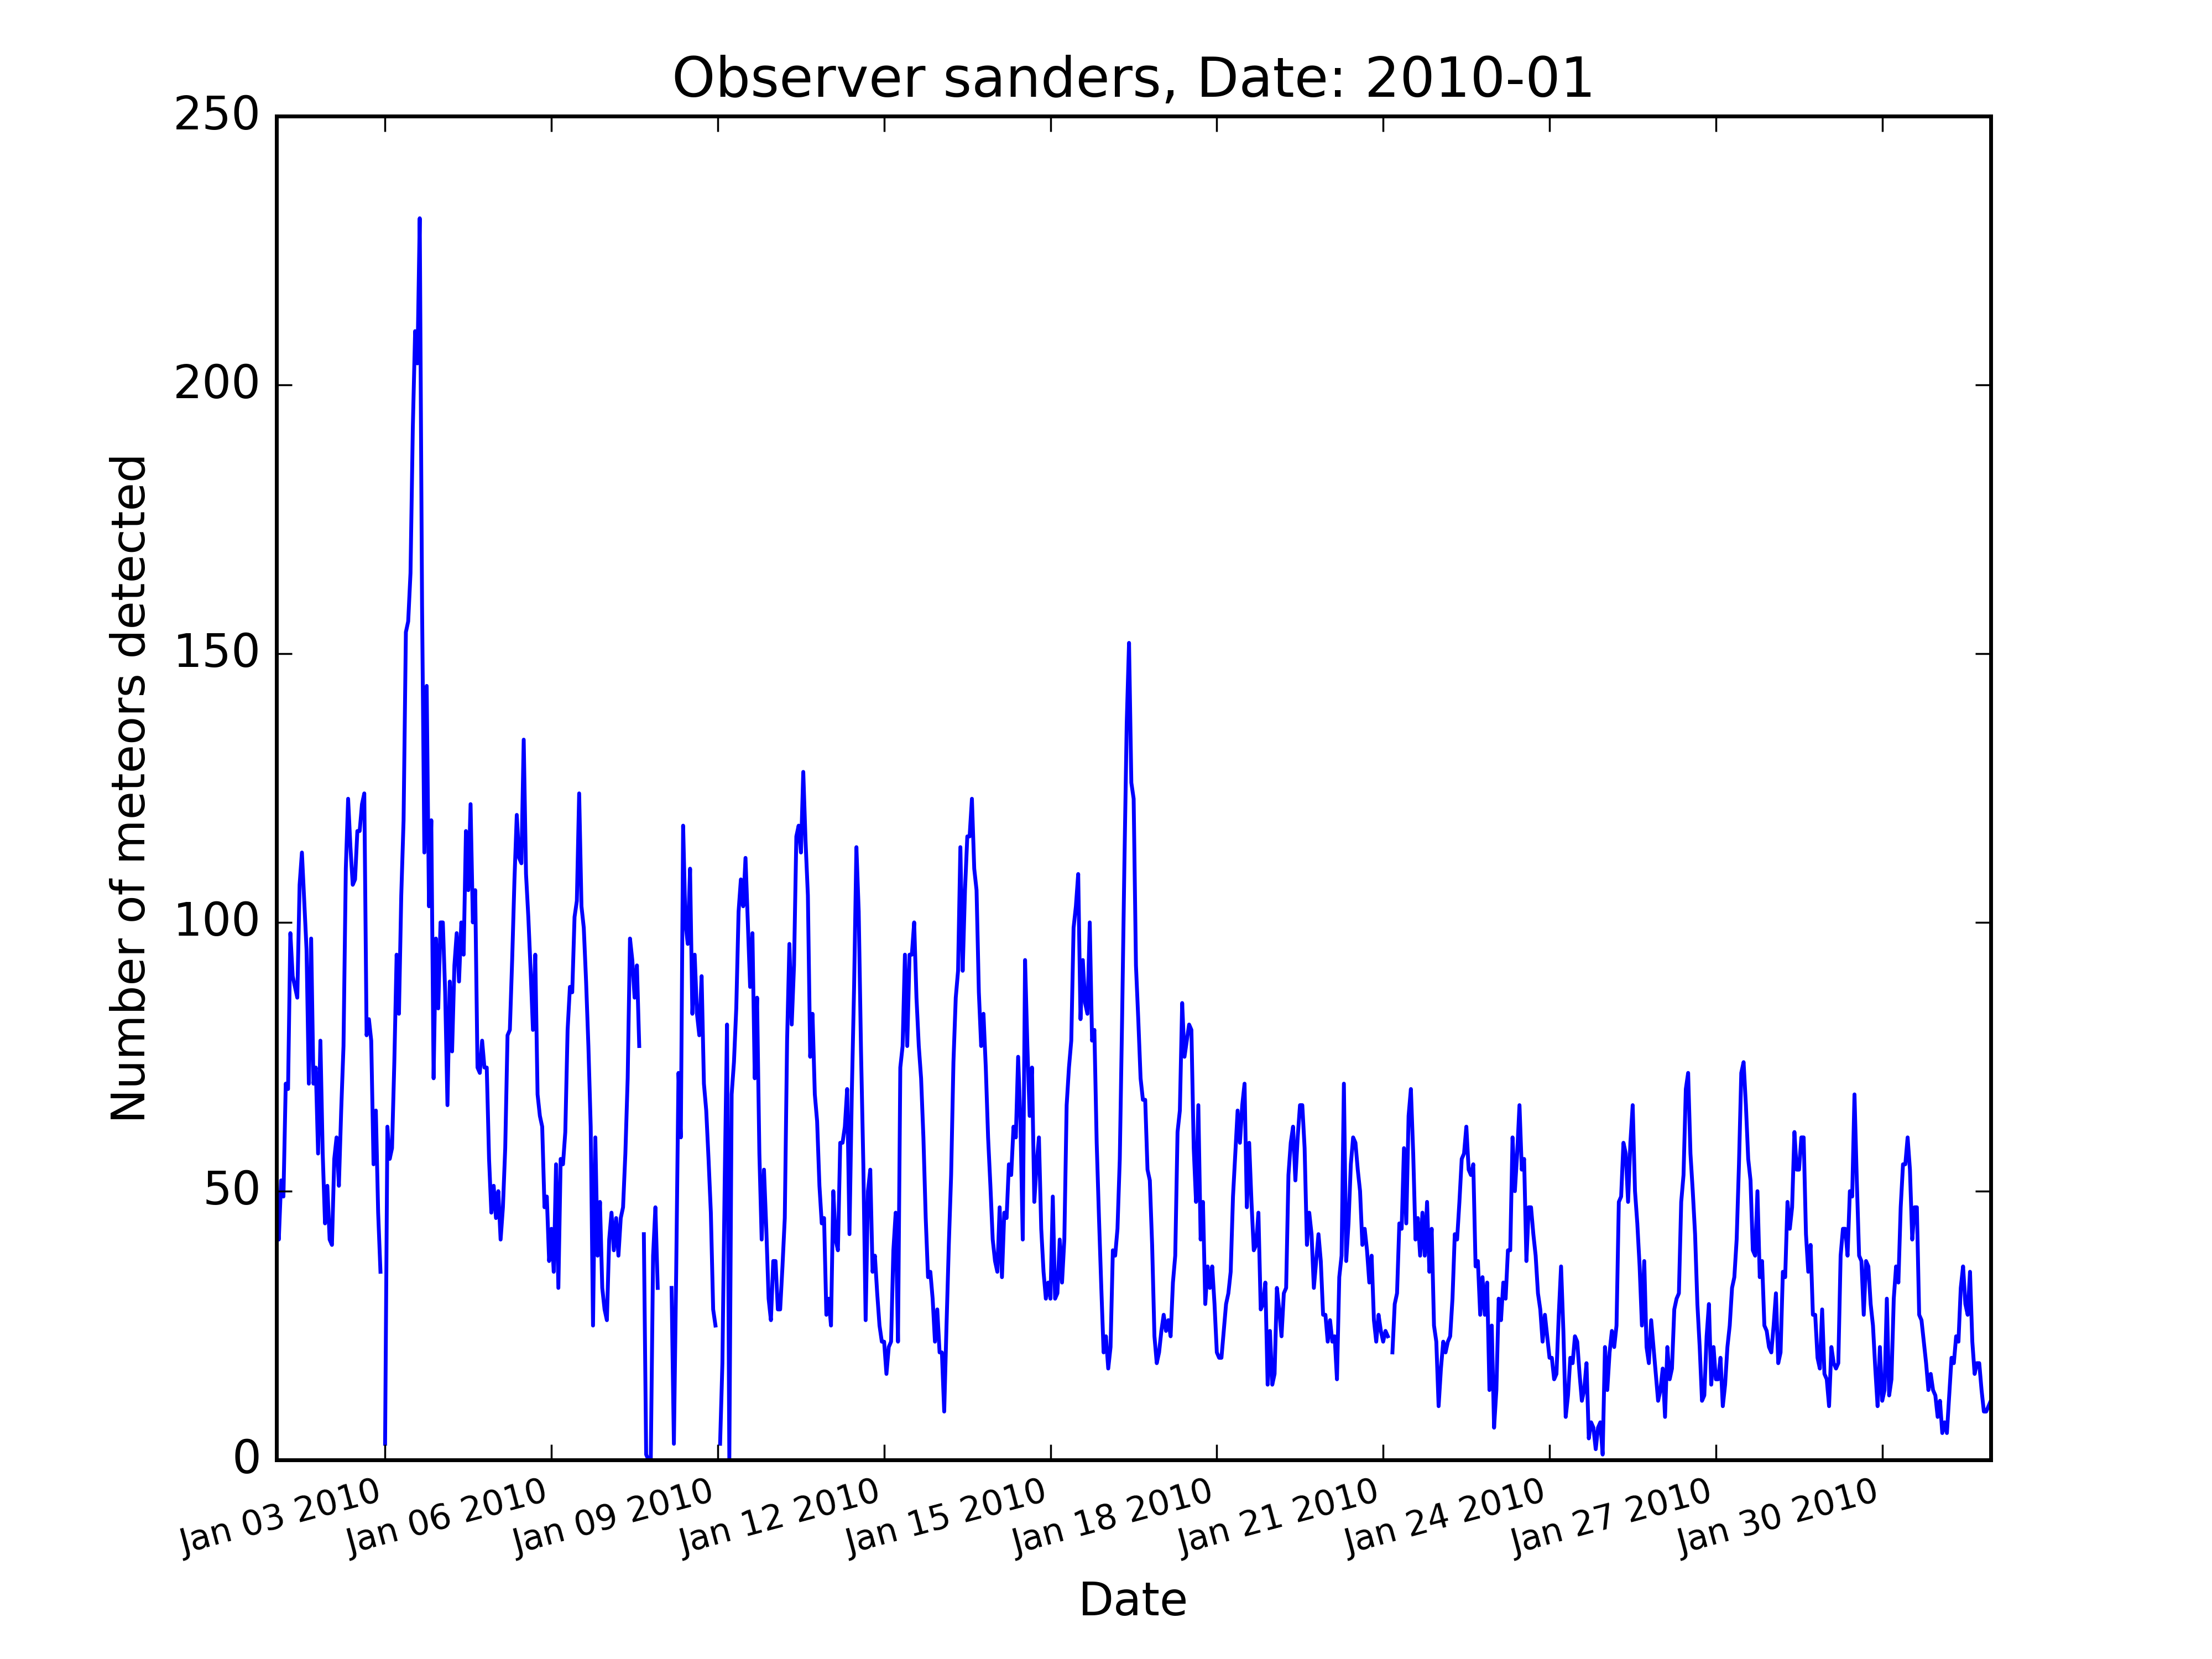 Observer sanders, Date: 2010-01
250
200
150
100
50
0
Number of meteors detected
Jan 03 2010
Jan 06 2010
Jan 09 2010
Jan 12 2010
Jan 15 2010
Jan 18 2010
Jan 21 2010
Jan 24 2010
Jan 27 2010
Jan 30 2010
Date